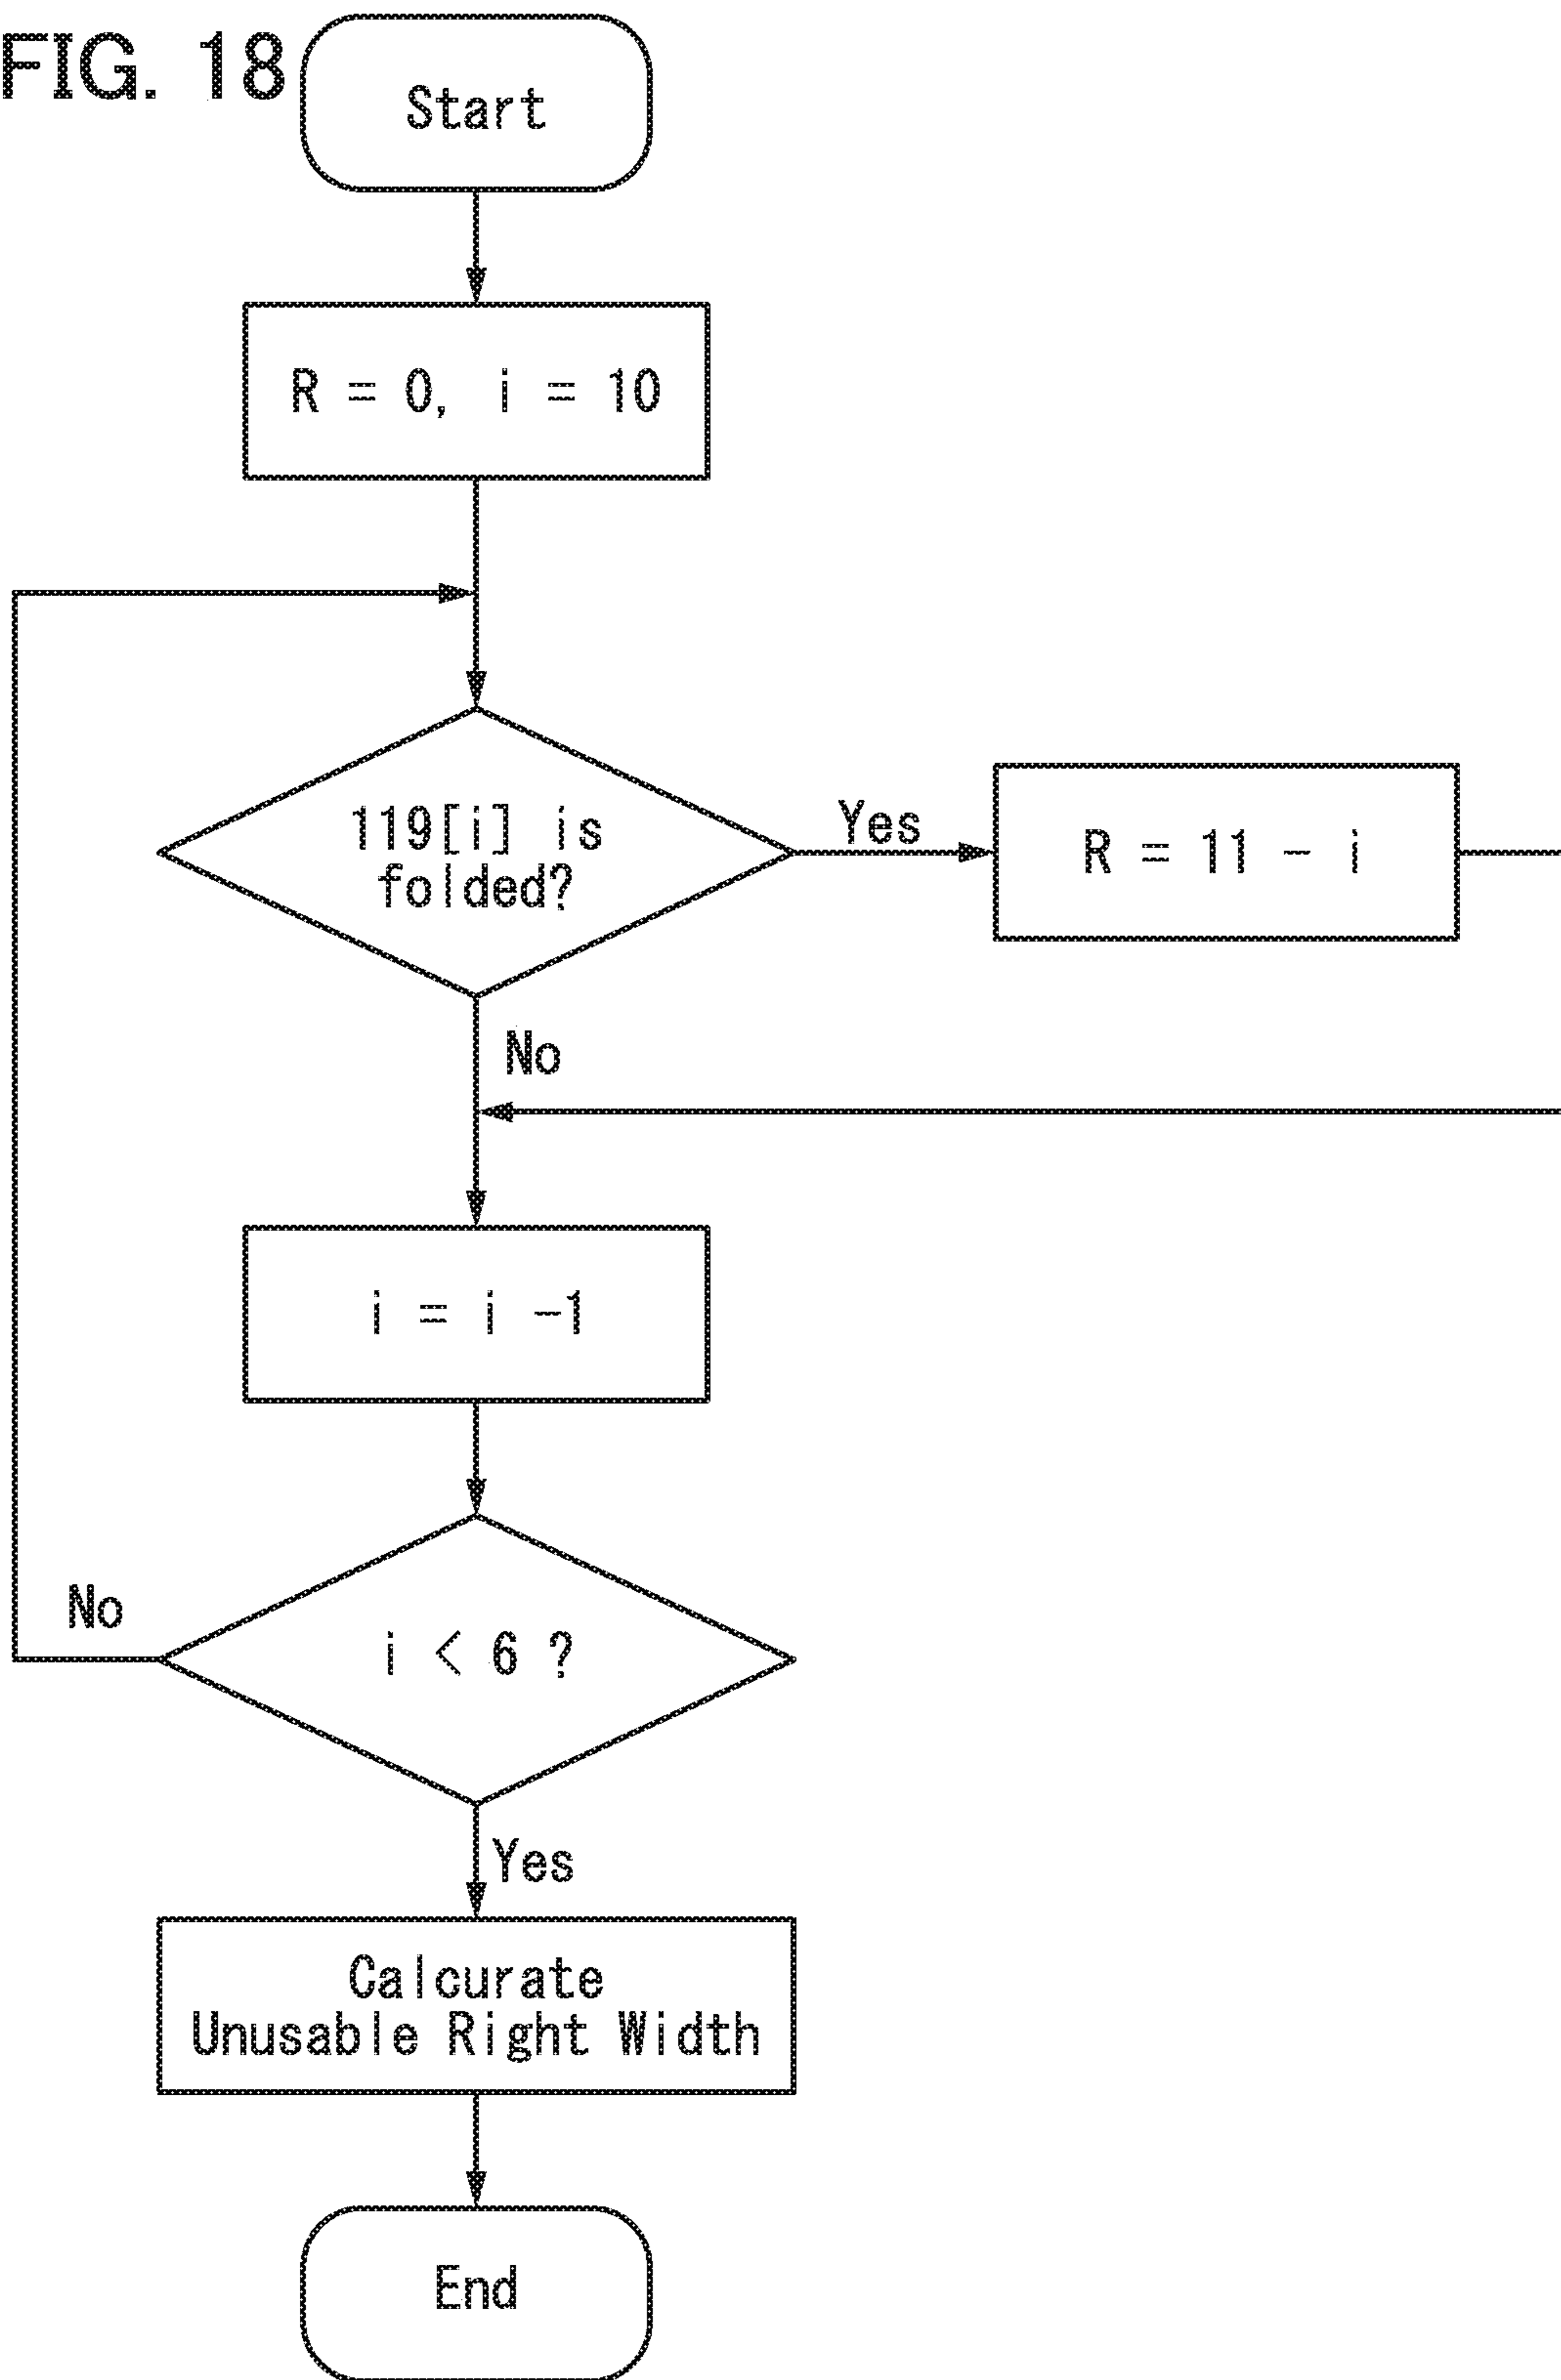 FIG. 18
Start
R = 0, i = 10
119[i] is
folded?
Yes
R = 11 - i
No
i = i -1
No
i < 6 ?
Yes
Calcurate
Unusable Right Width
End